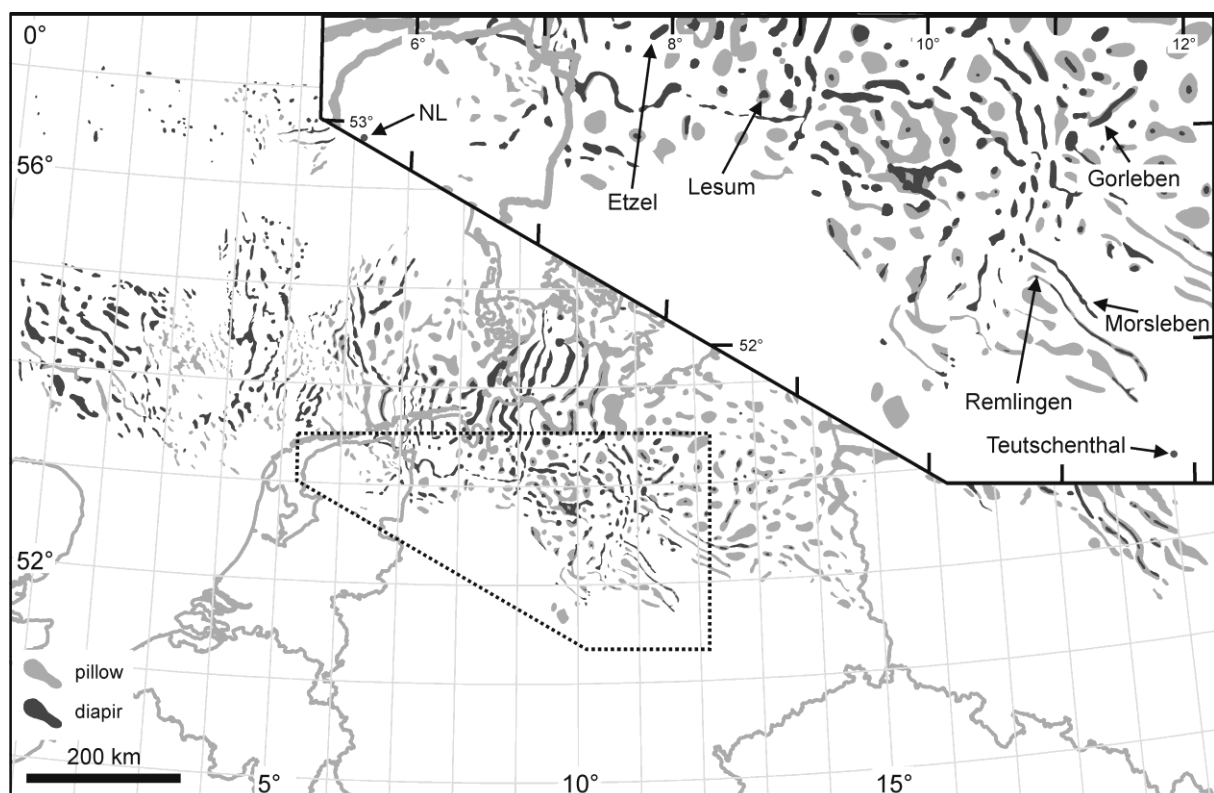 0°
6°
8°
10°
12°
53°
NL
56°
Etzel
Lesum
Gorleben
Morsleben
52°
Remlingen
Teutschenthal
52°
pillow
diapir
200 km
5°
10°
15°